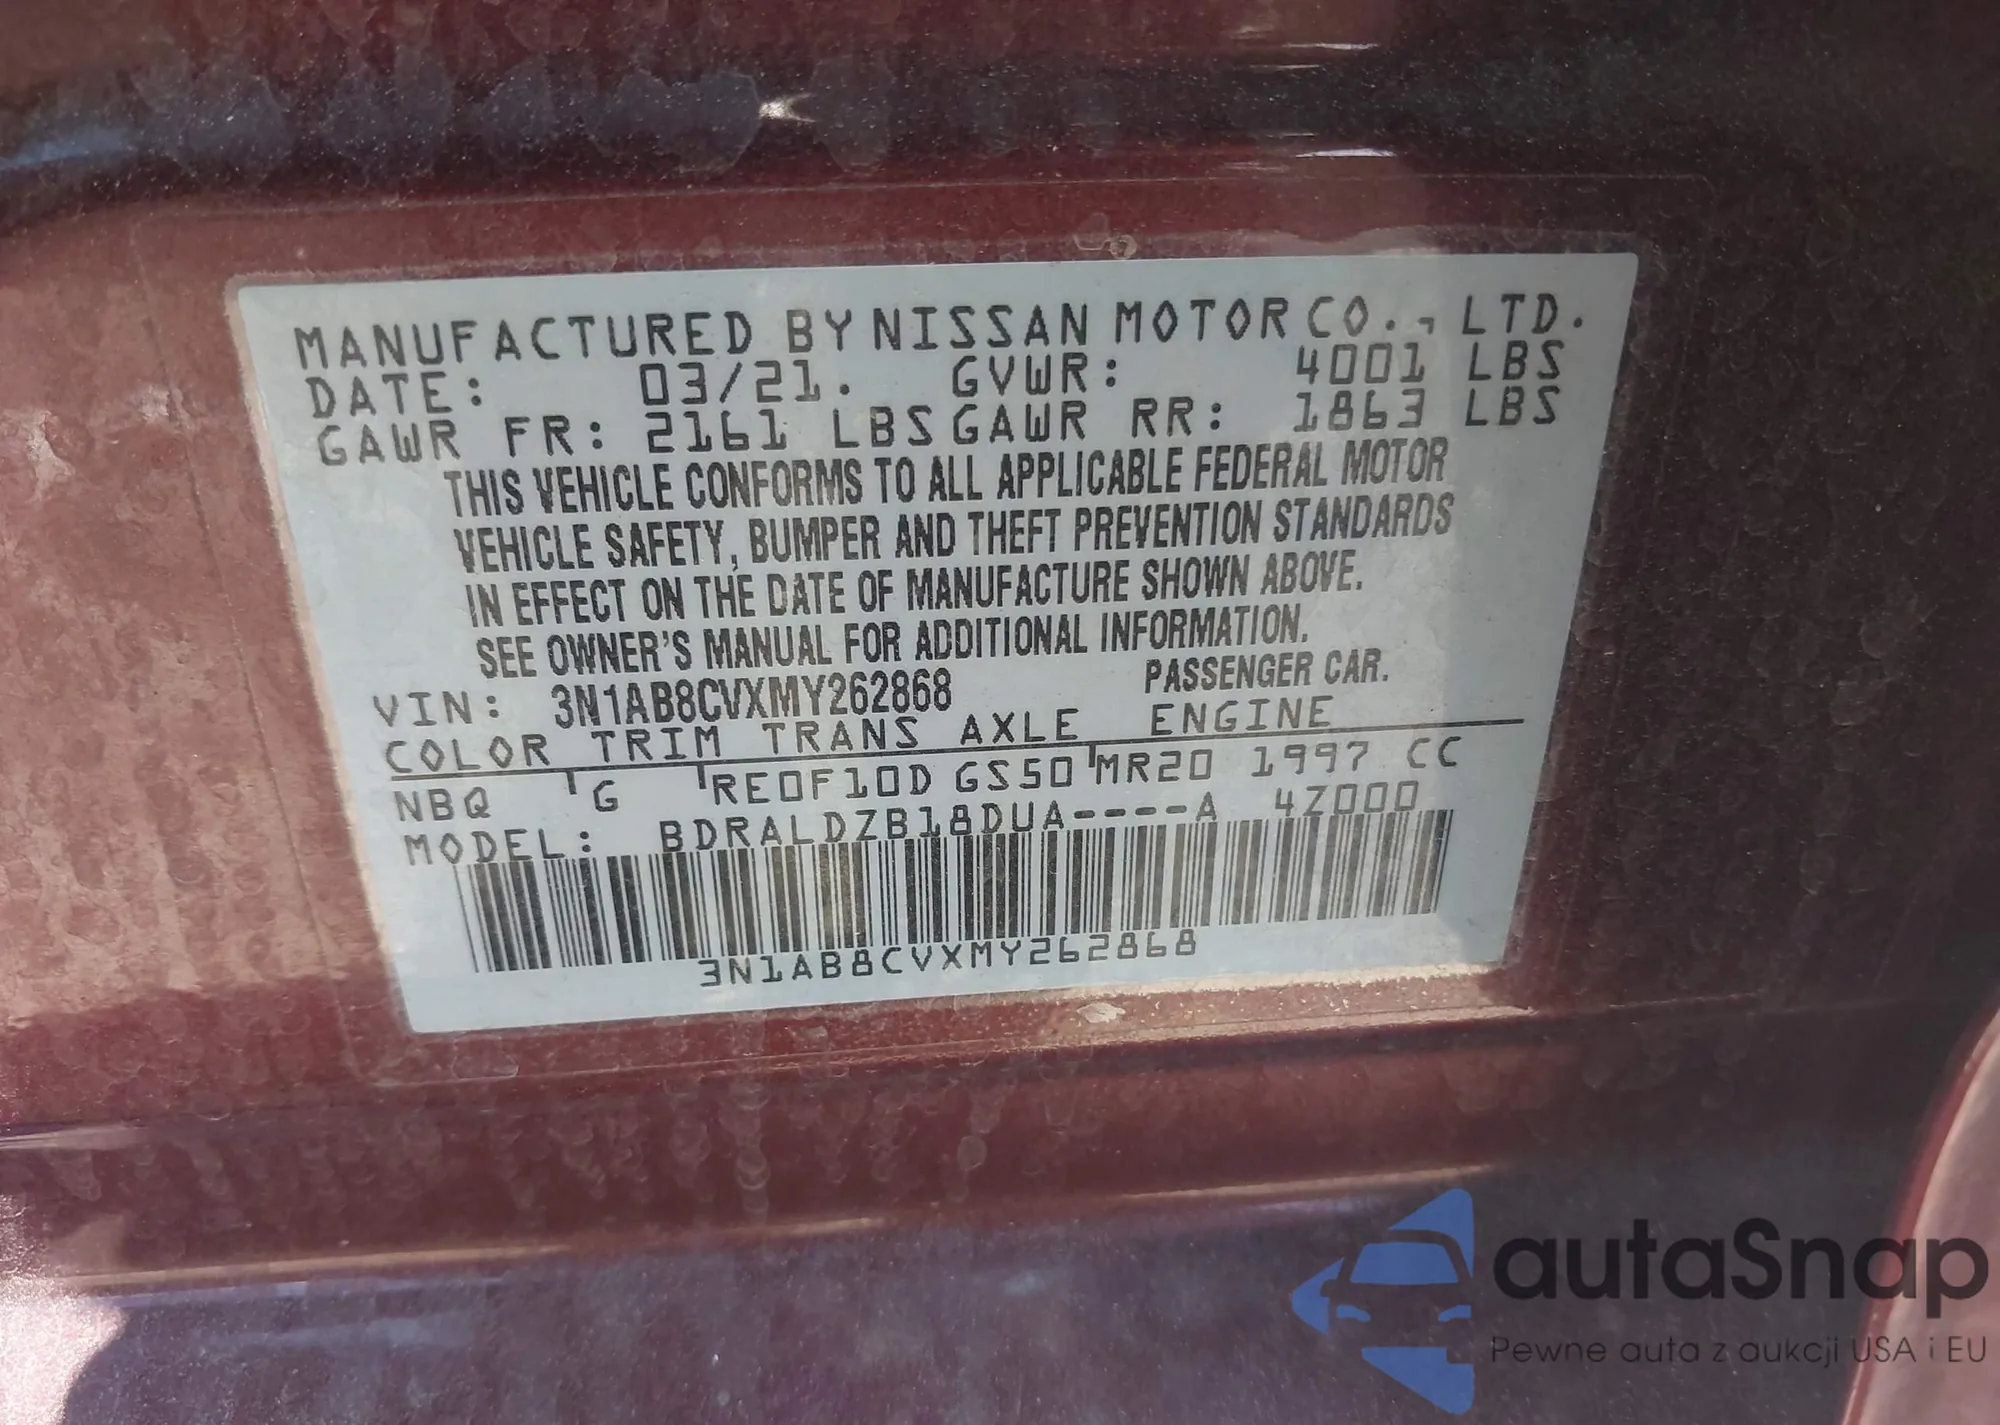 MANUFACTURED BY NISSAN MOTOR CO., LTD.
DATE: 03/21. GVWR: 4001 LBS
GAWR FR: 2161 LBS GAWR RR: 1863 LBS
THIS VEHICLE CONFORMS TO ALL APPLICABLE FEDERAL MOTOR
VEHICLE SAFETY, BUMPER AND THEFT PREVENTION STANDARDS
IN EFFECT ON THE DATE OF MANUFACTURE SHOWN ABOVE.
SEE OWNER'S MANUAL FOR ADDITIONAL INFORMATION.
VIN: 3N1AB8CVXMY262868 PASSENGER CAR.
COLOR TRIM TRANS AXLE ENGINE
NBQ G RE0F10D GS50 MR20 1997 CC
MODEL: BDRALDZB18DUA----A 4Z000
3N1AB8CVXMY262868
autaSnap
Pewne auta z aukcji USA i EU